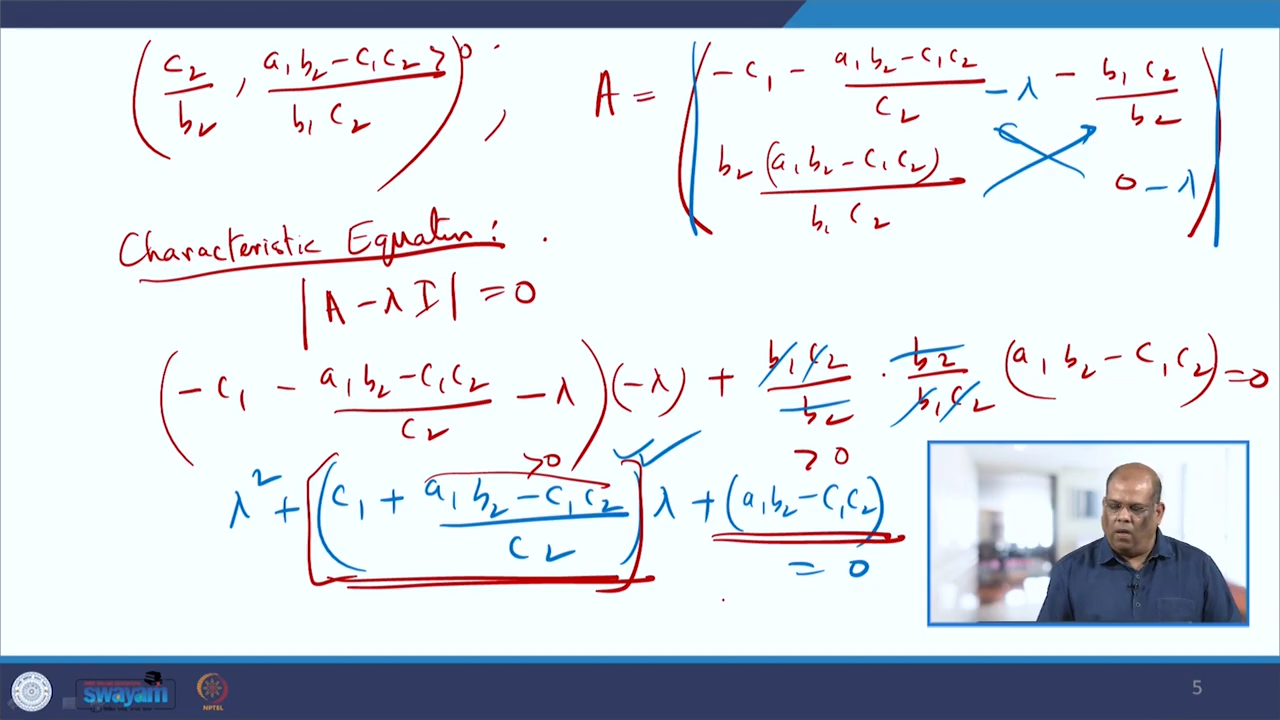 (c₂/b₂, (a₁b₂ − c₁c₂)/(b₁c₂)),
A = |−c₁ − (a₁b₂ − c₁c₂)/c₂ − λ   − b₁c₂/b₂|
|b₂(a₁b₂ − c₁c₂)/(b₁c₂)   0 − λ|
Characteristic Equatin:
|A − λI| = 0
(−c₁ − (a₁b₂ − c₁c₂)/c₂ − λ)(−λ) + b₁c₂/b₂ · b₂/(b₁c₂) (a₁b₂ − c₁c₂) = 0
>0 >0
λ² + (c₁ + (a₁b₂ − c₁c₂)/c₂)λ + (a₁b₂ − c₁c₂)
= 0
5
swayam
NPTEL